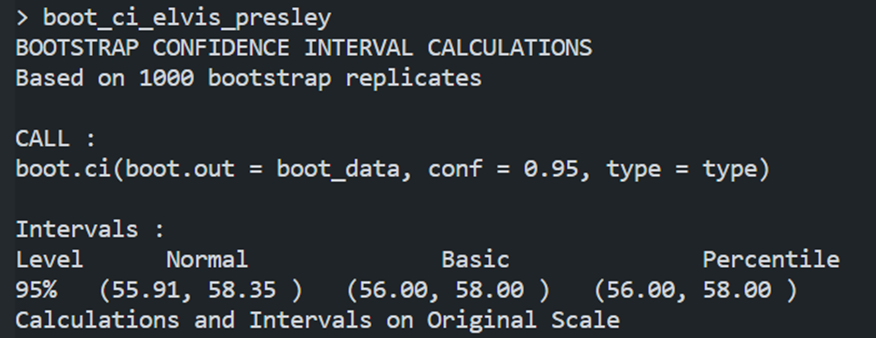 > boot_ci_elvis_presley
BOOTSTRAP CONFIDENCE INTERVAL CALCULATIONS
Based on 1000 bootstrap replicates
CALL :
boot.ci(boot.out = boot_data, conf = 0.95, type = type)
Intervals :
Level      Normal              Basic              Percentile
95%   (55.91, 58.35 )   (56.00, 58.00 )   (56.00, 58.00 )
Calculations and Intervals on Original Scale